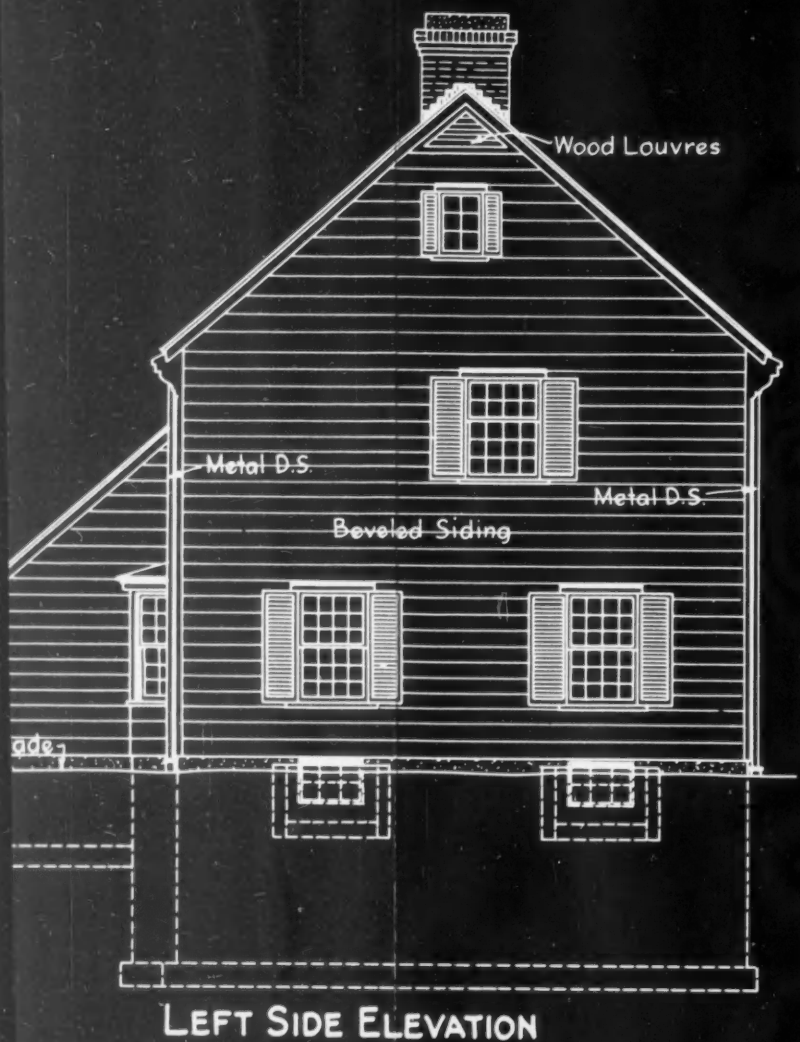 Wood Louvres
Metal D.S.
Metal D.S.
Beveled Siding
ade
LEFT SIDE ELEVATION